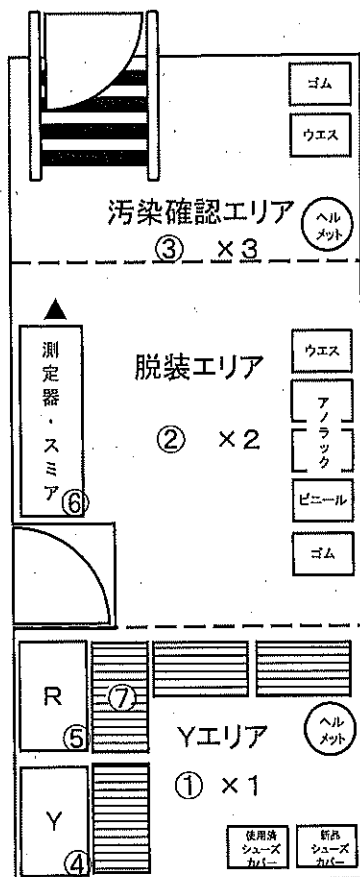 ゴム
ウエス
汚染確認エリア
ヘル
メット
③ ×3
測定器・スミア
⑥
脱装エリア
② ×2
ウエス
アノラック
ビニール
ゴム
R
⑤
⑦
Yエリア
ヘル
メット
① ×1
Y
④
使用済
シューズ
カバー
新品
シューズ
カバー